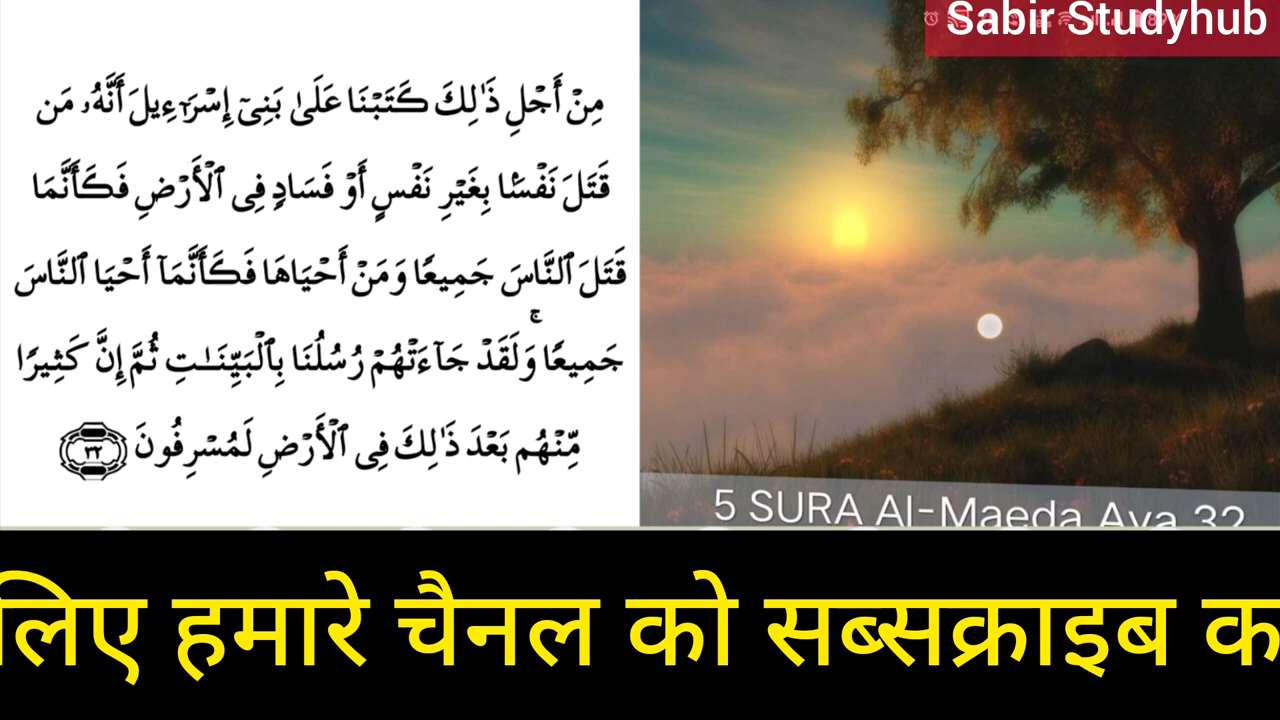 Sabir Studyhub
مِنْ أَجْلِ ذَٰلِكَ كَتَبْنَا عَلَىٰ بَنِىٓ إِسْرَٰٓءِيلَ أَنَّهُۥ مَن
قَتَلَ نَفْسًۢا بِغَيْرِ نَفْسٍ أَوْ فَسَادٍ فِى ٱلْأَرْضِ فَكَأَنَّمَا
قَتَلَ ٱلنَّاسَ جَمِيعًا وَمَنْ أَحْيَاهَا فَكَأَنَّمَآ أَحْيَا ٱلنَّاسَ
جَمِيعًا ۚ وَلَقَدْ جَآءَتْهُمْ رُسُلُنَا بِٱلْبَيِّنَـٰتِ ثُمَّ إِنَّ كَثِيرًا
مِّنْهُم بَعْدَ ذَٰلِكَ فِى ٱلْأَرْضِ لَمُسْرِفُونَ ٣٢
5 SURA Al-Maeda Aya 32
लिए हमारे चैनल को सब्सक्राइब क